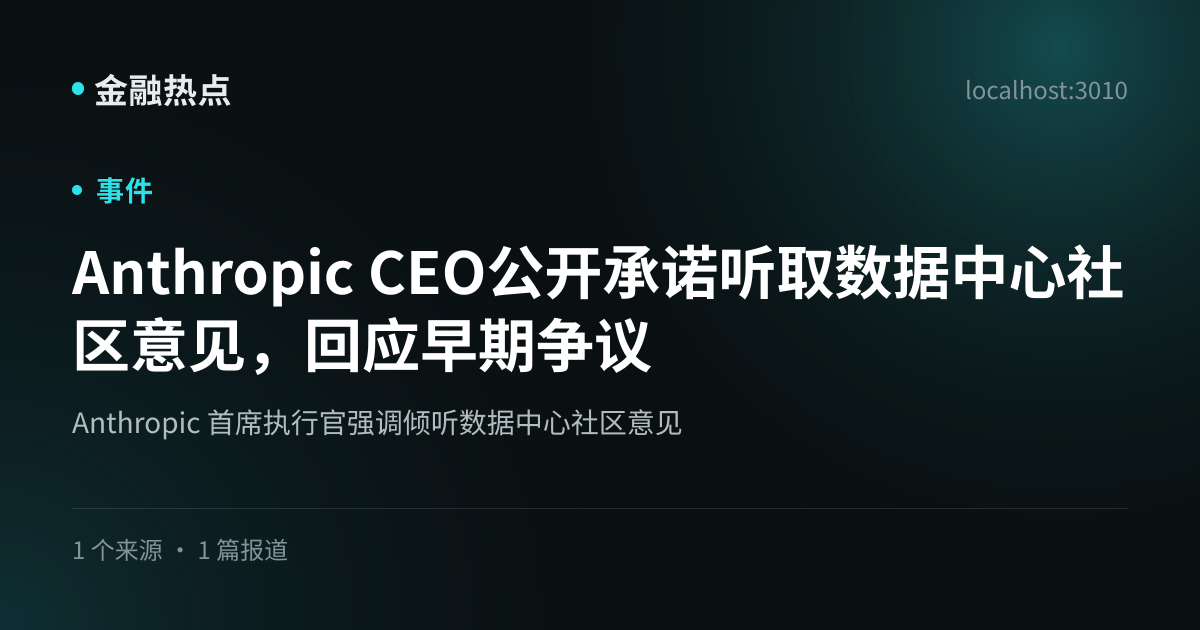 金融热点
localhost:3010
事件
Anthropic CEO公开承诺听取数据中心社
区意见，回应早期争议
Anthropic 首席执行官强调倾听数据中心社区意见
1 个来源 · 1 篇报道